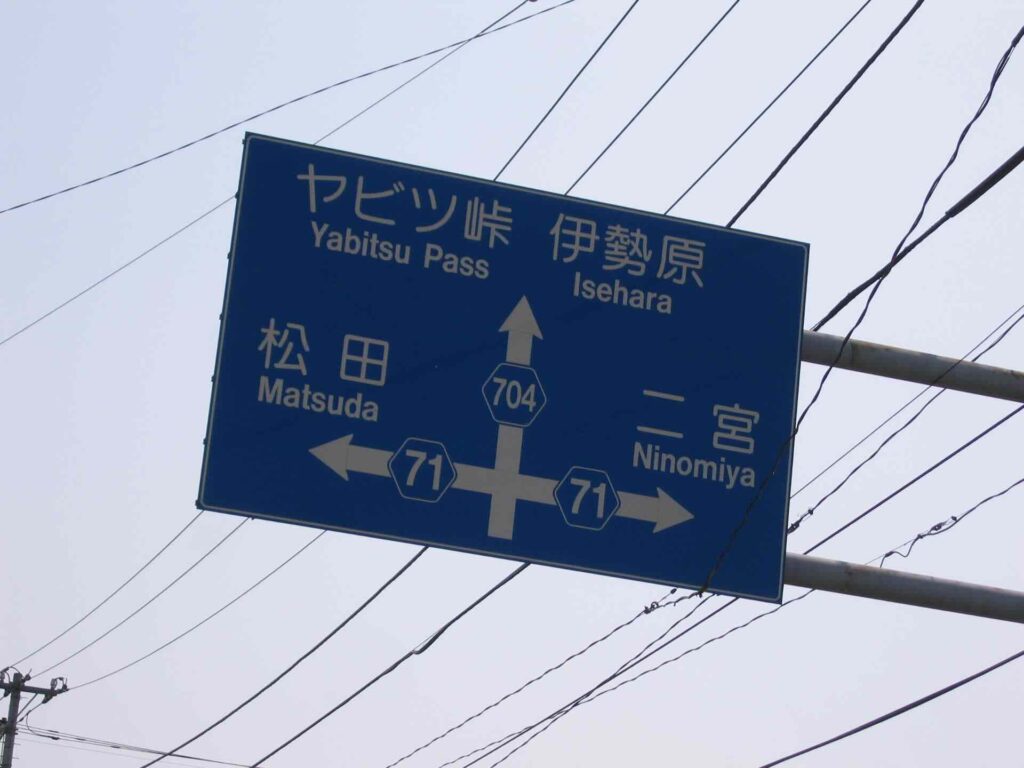 ヤビツ峠 伊勢原
Yabitsu Pass Isehara
松田
Matsuda
704
二宮
Ninomiya
71
71